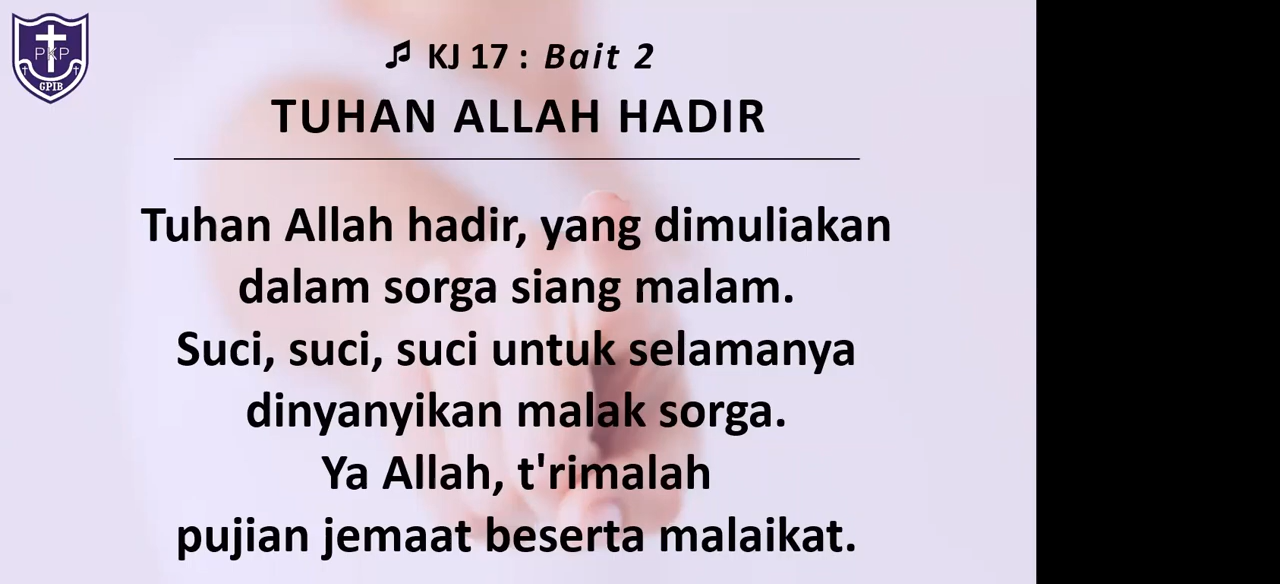 PKP
GPIB
♫ KJ 17 : Bait 2
TUHAN ALLAH HADIR
Tuhan Allah hadir, yang dimuliakan
dalam sorga siang malam.
Suci, suci, suci untuk selamanya
dinyanyikan malak sorga.
Ya Allah, t'rimalah
pujian jemaat beserta malaikat.